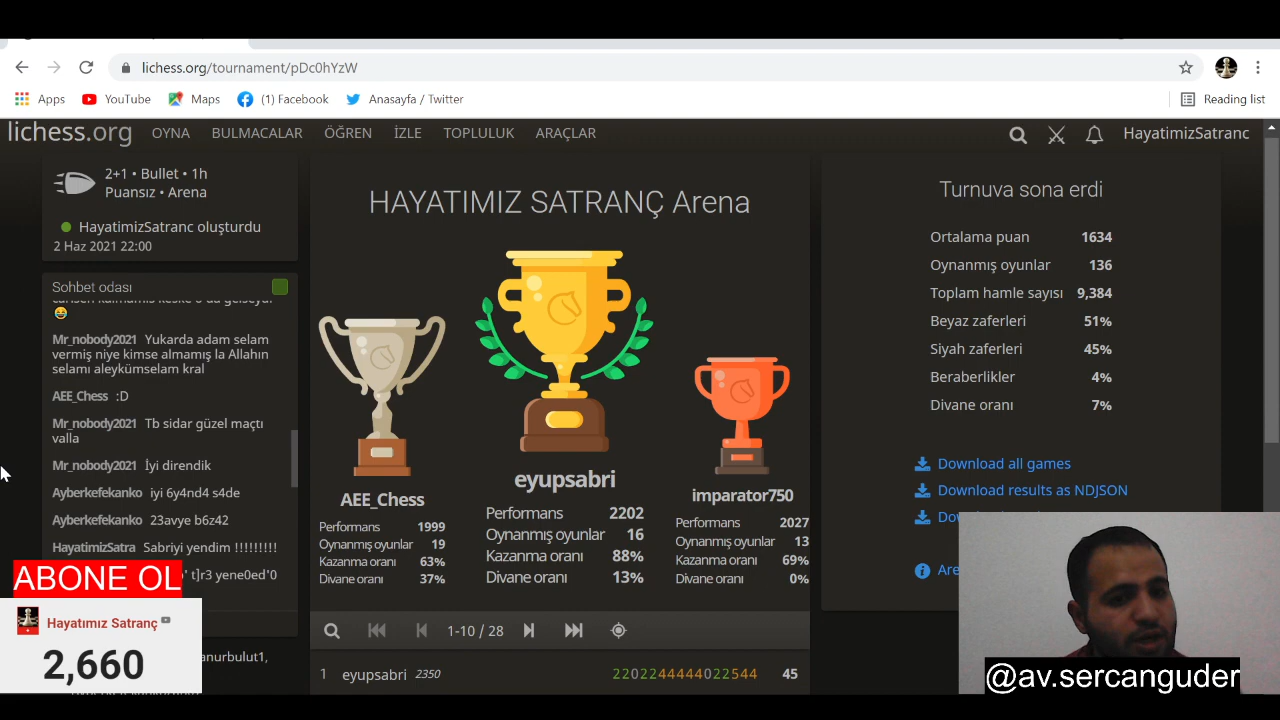 lichess.org/tournament/pDc0hYzW
Apps
YouTube
Maps
(1) Facebook
Anasayfa / Twitter
Reading list
lichess.org
OYNA
BULMACALAR
ÖĞREN
İZLE
TOPLULUK
ARAÇLAR
HayatimizSatranc
2+1 • Bullet • 1h
Puansız • Arena
HayatimizSatranc oluşturdu
2 Haz 2021 22:00
Sohbet odası
Mr_nobody2021 Yukarda adam selam
vermiş niye kimse almamış la Allahın
selamı aleykümselam kral
AEE_Chess :D
Mr_nobody2021 Tb sidar güzel maçtı
valla
Mr_nobody2021 İyi direndik
Ayberkefekanko iyi 6y4nd4 s4de
Ayberkefekanko 23avye b6z42
HayatimizSatra Sabriyi yendim !!!!!!!!!
t]r3 yene0ed'0
ABONE OL
Hayatımız Satranç
2,660
anurbulut1,
HAYATIMIZ SATRANÇ Arena
AEE_Chess
Performans 1999
Oynanmış oyunlar 19
Kazanma oranı 63%
Divane oranı 37%
eyupsabri
Performans 2202
Oynanmış oyunlar 16
Kazanma oranı 88%
Divane oranı 13%
imparator750
Performans 2027
Oynanmış oyunlar 13
Kazanma oranı 69%
Divane oranı 0%
1-10 / 28
1 eyupsabri 2350 2202244444022544 45
Turnuva sona erdi
Ortalama puan 1634
Oynanmış oyunlar 136
Toplam hamle sayısı 9,384
Beyaz zaferleri 51%
Siyah zaferleri 45%
Beraberlikler 4%
Divane oranı 7%
Download all games
Download results as NDJSON
@av.sercanguder